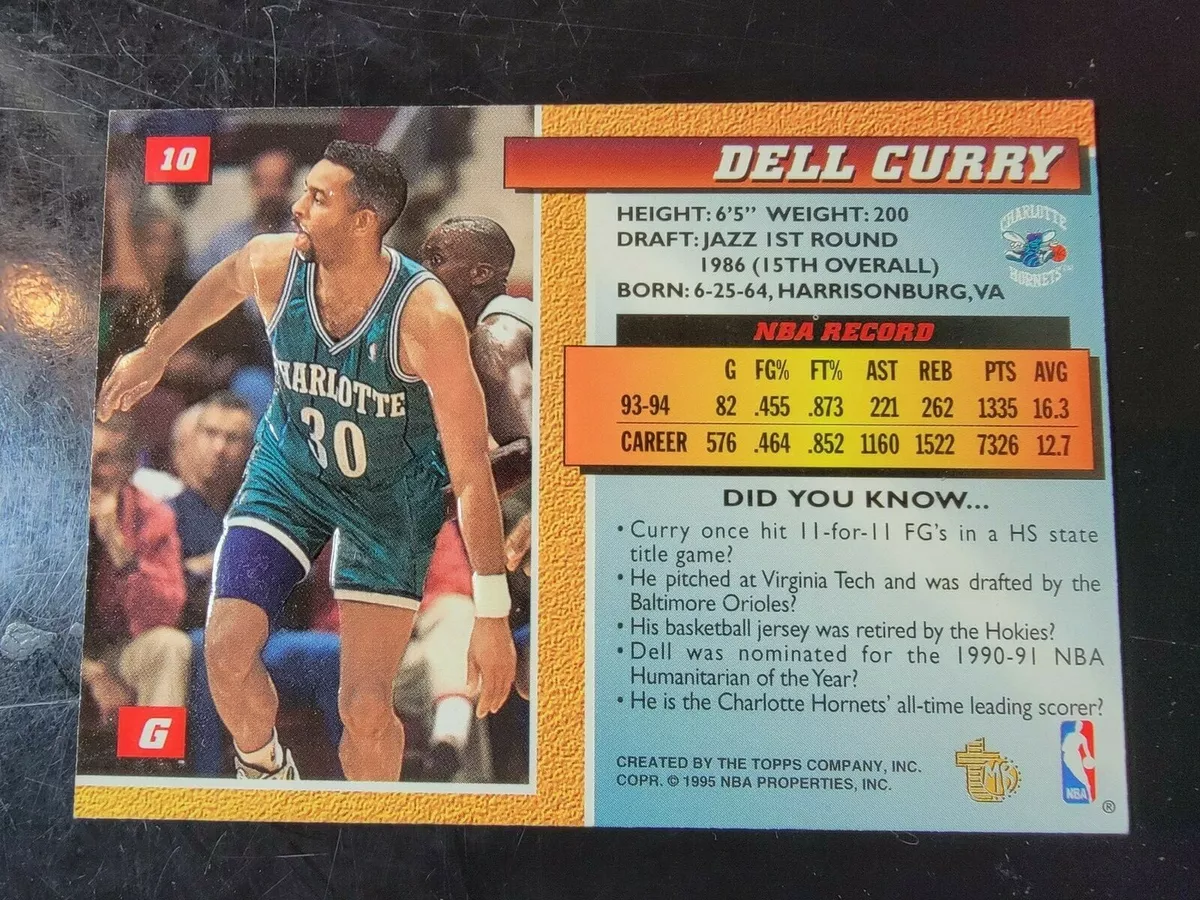 10
CHARLOTTE
30
G
DELL CURRY
HEIGHT: 6'5" WEIGHT: 200
DRAFT: JAZZ 1ST ROUND
1986 (15TH OVERALL)
BORN: 6-25-64, HARRISONBURG, VA
CHARLOTTE
HORNETS™
NBA RECORD
G FG% FT% AST REB PTS AVG
93-94 82 .455 .873 221 262 1335 16.3
CAREER 576 .464 .852 1160 1522 7326 12.7
DID YOU KNOW...
• Curry once hit 11-for-11 FG's in a HS state
title game?
• He pitched at Virginia Tech and was drafted by the
Baltimore Orioles?
• His basketball jersey was retired by the Hokies?
• Dell was nominated for the 1990-91 NBA
Humanitarian of the Year?
• He is the Charlotte Hornets' all-time leading scorer?
CREATED BY THE TOPPS COMPANY, INC.
COPR. © 1995 NBA PROPERTIES, INC.
NBA
®